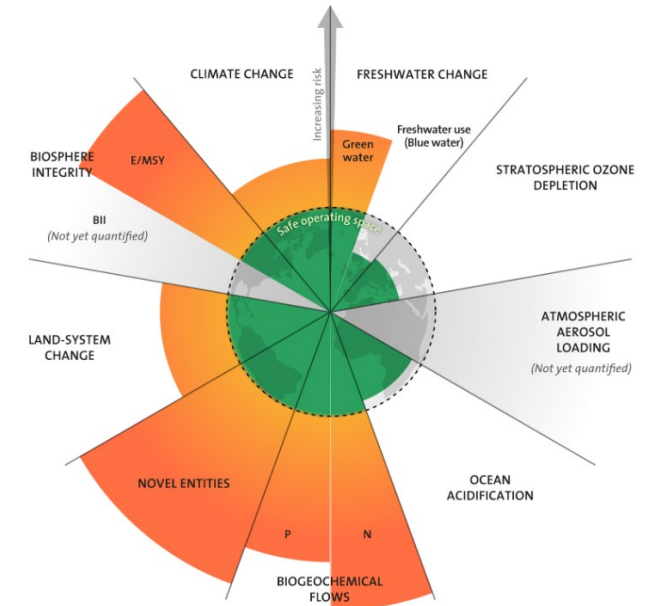 CLIMATE CHANGE
FRESHWATER CHANGE
Increasing risk
Freshwater use
(Blue water)
Green
water
BIOSPHERE
INTEGRITY
E/MSY
STRATOSPHERIC OZONE
DEPLETION
BII
(Not yet quantified)
Safe operating space
LAND-SYSTEM
CHANGE
ATMOSPHERIC
AEROSOL
LOADING
(Not yet quantified)
NOVEL ENTITIES
OCEAN
ACIDIFICATION
P
N
BIOGEOCHEMICAL
FLOWS